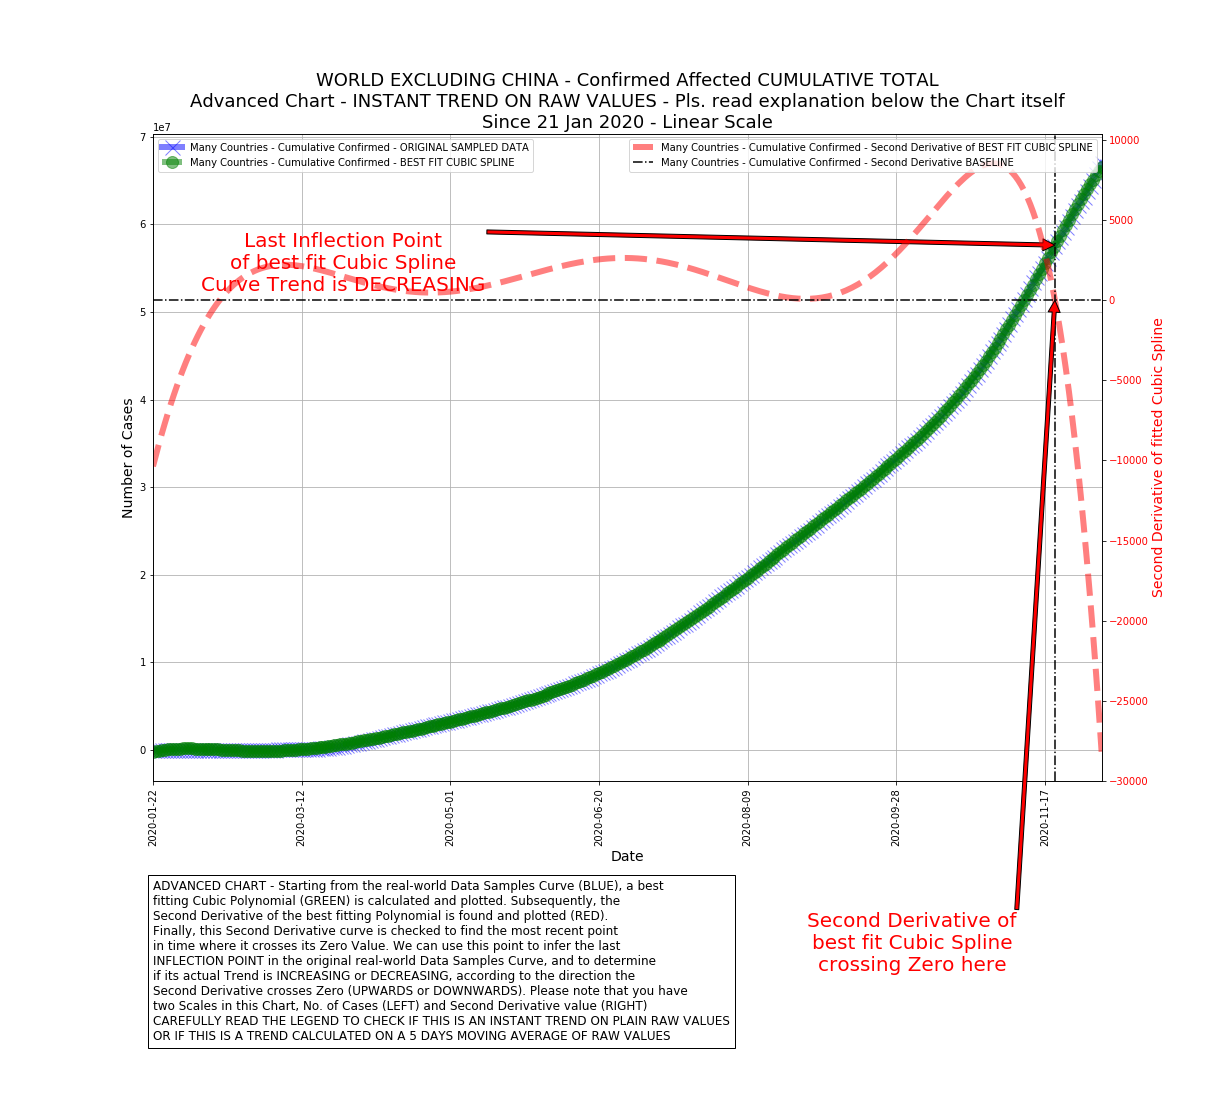 WORLD EXCLUDING CHINA - Confirmed Affected CUMULATIVE TOTAL
Advanced Chart - INSTANT TREND ON RAW VALUES - Pls. read explanation below the Chart itself
Since 21 Jan 2020 - Linear Scale
1e7
Many Countries - Cumulative Confirmed - ORIGINAL SAMPLED DATA
Many Countries - Cumulative Confirmed - BEST FIT CUBIC SPLINE
Many Countries - Cumulative Confirmed - Second Derivative of BEST FIT CUBIC SPLINE
Many Countries - Cumulative Confirmed - Second Derivative BASELINE
Last Inflection Point
of best fit Cubic Spline
Curve Trend is DECREASING
Number of Cases
7
6
5
4
3
2
1
0
10000
5000
0
−5000
−10000
−15000
−20000
−25000
−30000
Second Derivative of fitted Cubic Spline
2020-01-22
2020-03-12
2020-05-01
2020-06-20
2020-08-09
2020-09-28
2020-11-17
Date
Second Derivative of
best fit Cubic Spline
crossing Zero here
ADVANCED CHART - Starting from the real-world Data Samples Curve (BLUE), a best
fitting Cubic Polynomial (GREEN) is calculated and plotted. Subsequently, the
Second Derivative of the best fitting Polynomial is found and plotted (RED).
Finally, this Second Derivative curve is checked to find the most recent point
in time where it crosses its Zero Value. We can use this point to infer the last
INFLECTION POINT in the original real-world Data Samples Curve, and to determine
if its actual Trend is INCREASING or DECREASING, according to the direction the
Second Derivative crosses Zero (UPWARDS or DOWNWARDS). Please note that you have
two Scales in this Chart, No. of Cases (LEFT) and Second Derivative value (RIGHT)
CAREFULLY READ THE LEGEND TO CHECK IF THIS IS AN INSTANT TREND ON PLAIN RAW VALUES
OR IF THIS IS A TREND CALCULATED ON A 5 DAYS MOVING AVERAGE OF RAW VALUES